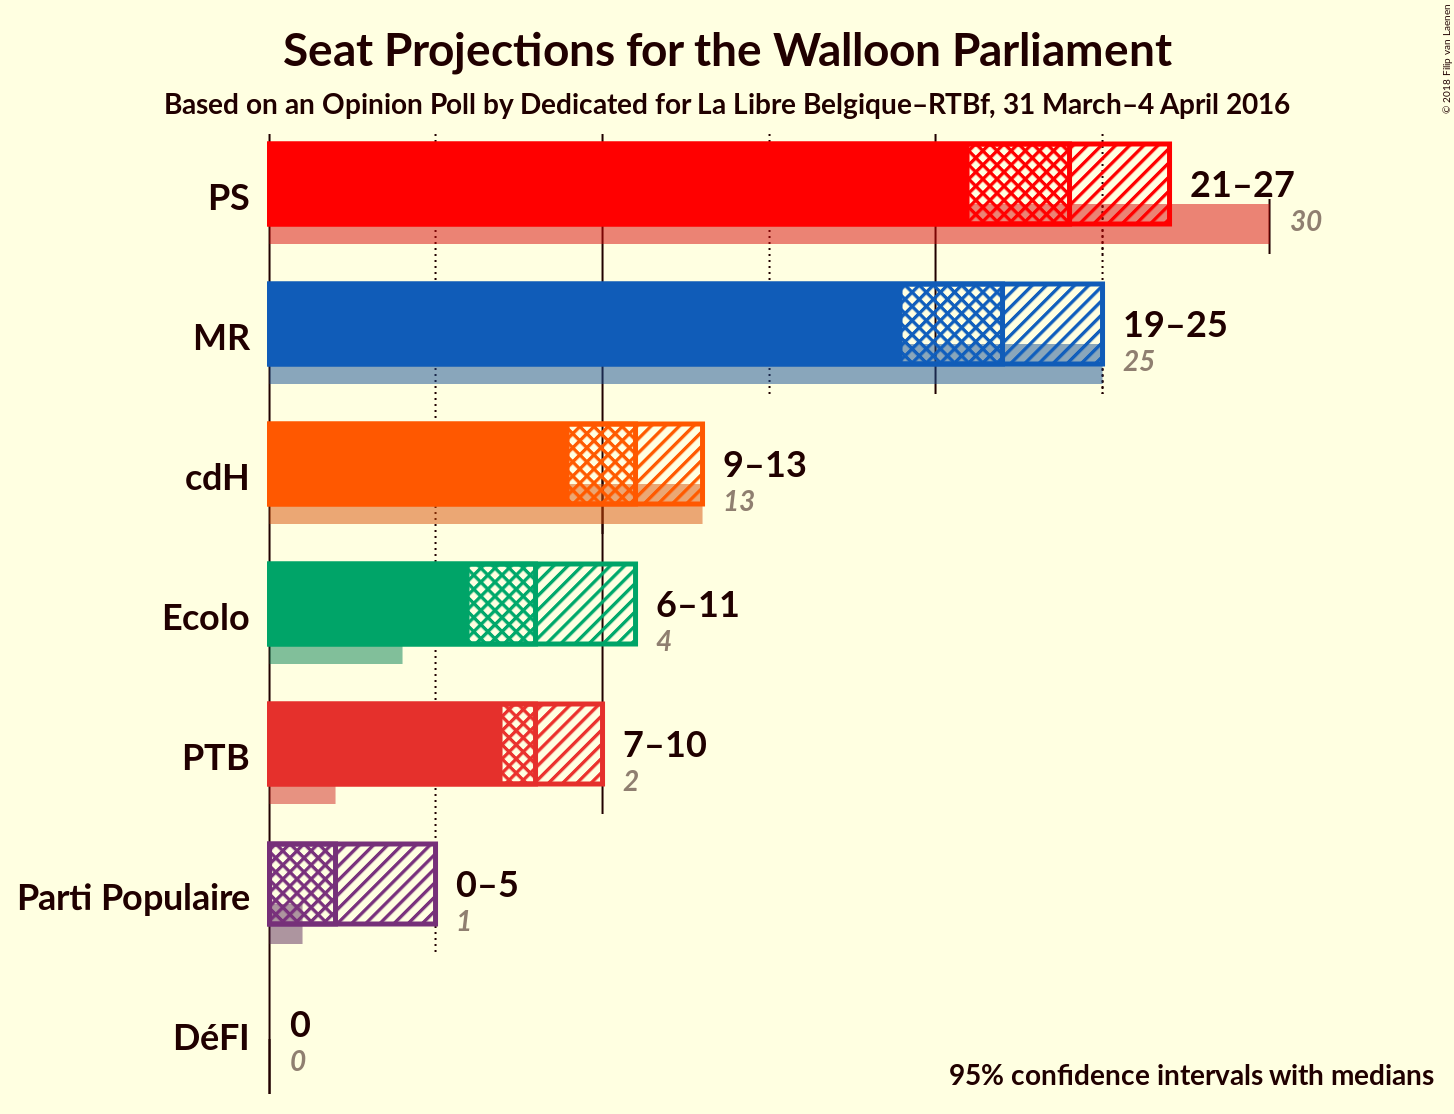 Seat Projections for the Walloon Parliament
Based on an Opinion Poll by Dedicated for La Libre Belgique–RTBf, 31 March–4 April 2016
© 2018 Filip van Laenen
PS
21–27
30
MR
19–25
25
cdH
9–13
13
Ecolo
6–11
4
PTB
7–10
2
Parti Populaire
0–5
1
DéFI
0
0
95% confidence intervals with medians